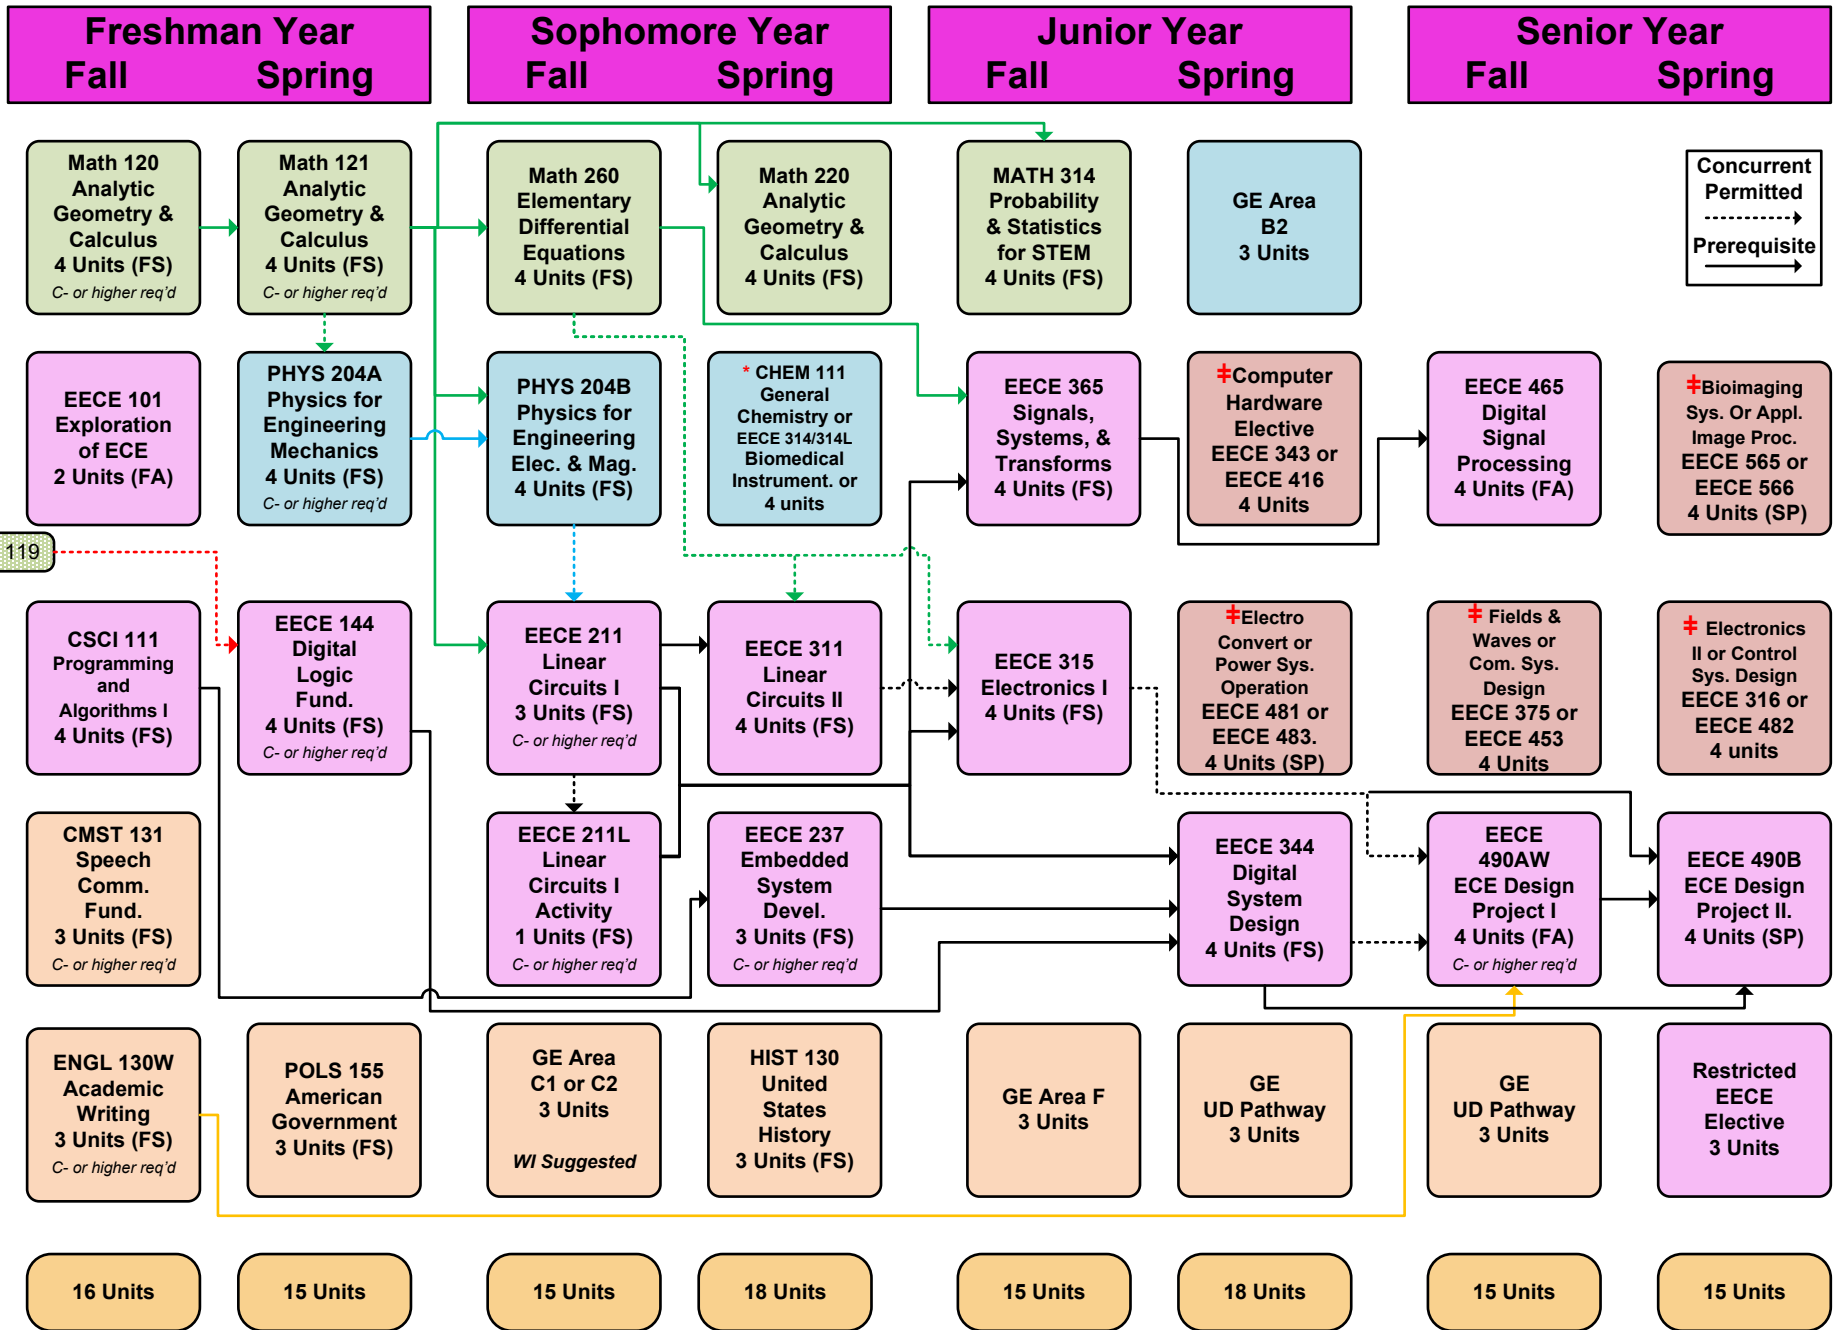 Freshman Year
Fall Spring
Sophomore Year
Fall Spring
Junior Year
Fall Spring
Senior Year
Fall Spring
Math 120
Analytic
Geometry &
Calculus
4 Units (FS)
C- or higher req'd
Math 121
Analytic
Geometry &
Calculus
4 Units (FS)
C- or higher req'd
Math 260
Elementary
Differential
Equations
4 Units (FS)
Math 220
Analytic
Geometry &
Calculus
4 Units (FS)
MATH 314
Probability
& Statistics
for STEM
4 Units (FS)
GE Area
B2
3 Units
Concurrent
Permitted
Prerequisite
EECE 101
Exploration
of ECE
2 Units (FA)
PHYS 204A
Physics for
Engineering
Mechanics
4 Units (FS)
C- or higher req'd
PHYS 204B
Physics for
Engineering
Elec. & Mag.
4 Units (FS)
* CHEM 111
General
Chemistry or
EECE 314/314L
Biomedical
Instrument. or
4 units
EECE 365
Signals,
Systems, &
Transforms
4 Units (FS)
ǂComputer
Hardware
Elective
EECE 343 or
EECE 416
4 Units
EECE 465
Digital
Signal
Processing
4 Units (FA)
ǂBioimaging
Sys. Or Appl.
Image Proc.
EECE 565 or
EECE 566
4 Units (SP)
119
CSCI 111
Programming
and
Algorithms I
4 Units (FS)
EECE 144
Digital
Logic
Fund.
4 Units (FS)
C- or higher req'd
EECE 211
Linear
Circuits I
3 Units (FS)
C- or higher req'd
EECE 311
Linear
Circuits II
4 Units (FS)
EECE 315
Electronics I
4 Units (FS)
ǂElectro
Convert or
Power Sys.
Operation
EECE 481 or
EECE 483.
4 Units (SP)
ǂ Fields &
Waves or
Com. Sys.
Design
EECE 375 or
EECE 453
4 Units
ǂ Electronics
II or Control
Sys. Design
EECE 316 or
EECE 482
4 units
CMST 131
Speech
Comm.
Fund.
3 Units (FS)
C- or higher req'd
EECE 211L
Linear
Circuits I
Activity
1 Units (FS)
C- or higher req'd
EECE 237
Embedded
System
Devel.
3 Units (FS)
C- or higher req'd
EECE 344
Digital
System
Design
4 Units (FS)
EECE
490AW
ECE Design
Project I
4 Units (FA)
C- or higher req'd
EECE 490B
ECE Design
Project II.
4 Units (SP)
ENGL 130W
Academic
Writing
3 Units (FS)
C- or higher req'd
POLS 155
American
Government
3 Units (FS)
GE Area
C1 or C2
3 Units
WI Suggested
HIST 130
United
States
History
3 Units (FS)
GE Area F
3 Units
GE
UD Pathway
3 Units
GE
UD Pathway
3 Units
Restricted
EECE
Elective
3 Units
16 Units
15 Units
15 Units
18 Units
15 Units
18 Units
15 Units
15 Units